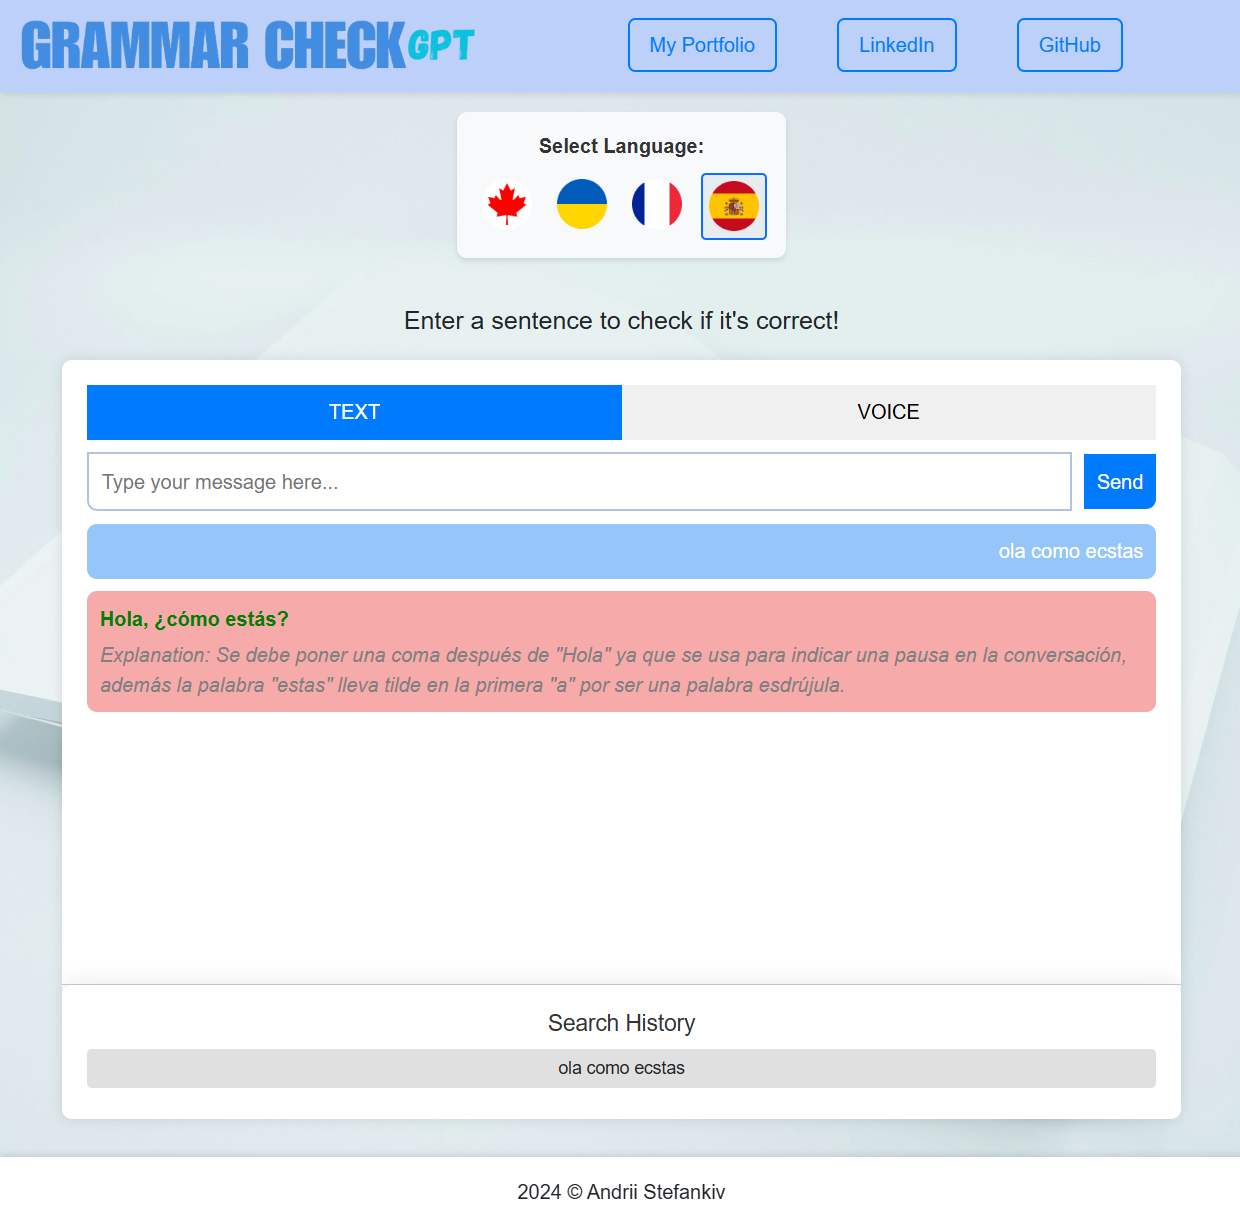 GRAMMAR CHECK GPT
My Portfolio
LinkedIn
GitHub
Select Language:
Enter a sentence to check if it's correct!
TEXT
VOICE
Type your message here...
Send
ola como ecstas
Hola, ¿cómo estás?
Explanation: Se debe poner una coma después de "Hola" ya que se usa para indicar una pausa en la conversación,
además la palabra "estas" lleva tilde en la primera "a" por ser una palabra esdrújula.
Search History
ola como ecstas
2024 © Andrii Stefankiv